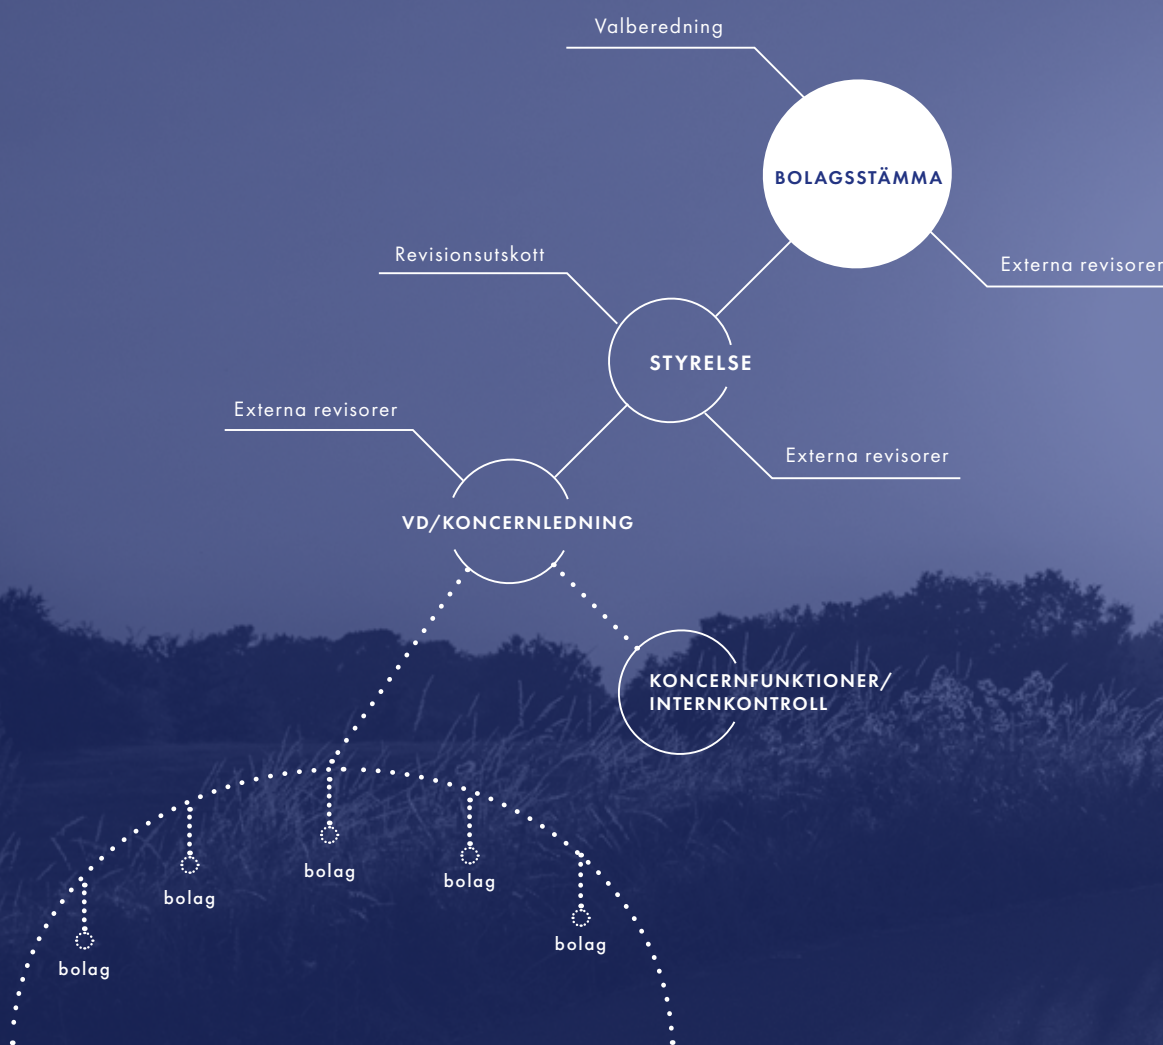 Valberedning
BOLAGSSTÄMMA
Revisionsutskott
Externa revisorer
STYRELSE
Externa revisorer
Externa revisorer
VD/KONCERNLEDNING
KONCERNFUNKTIONER/
INTERNKONTROLL
bolag
bolag
bolag
bolag
bolag